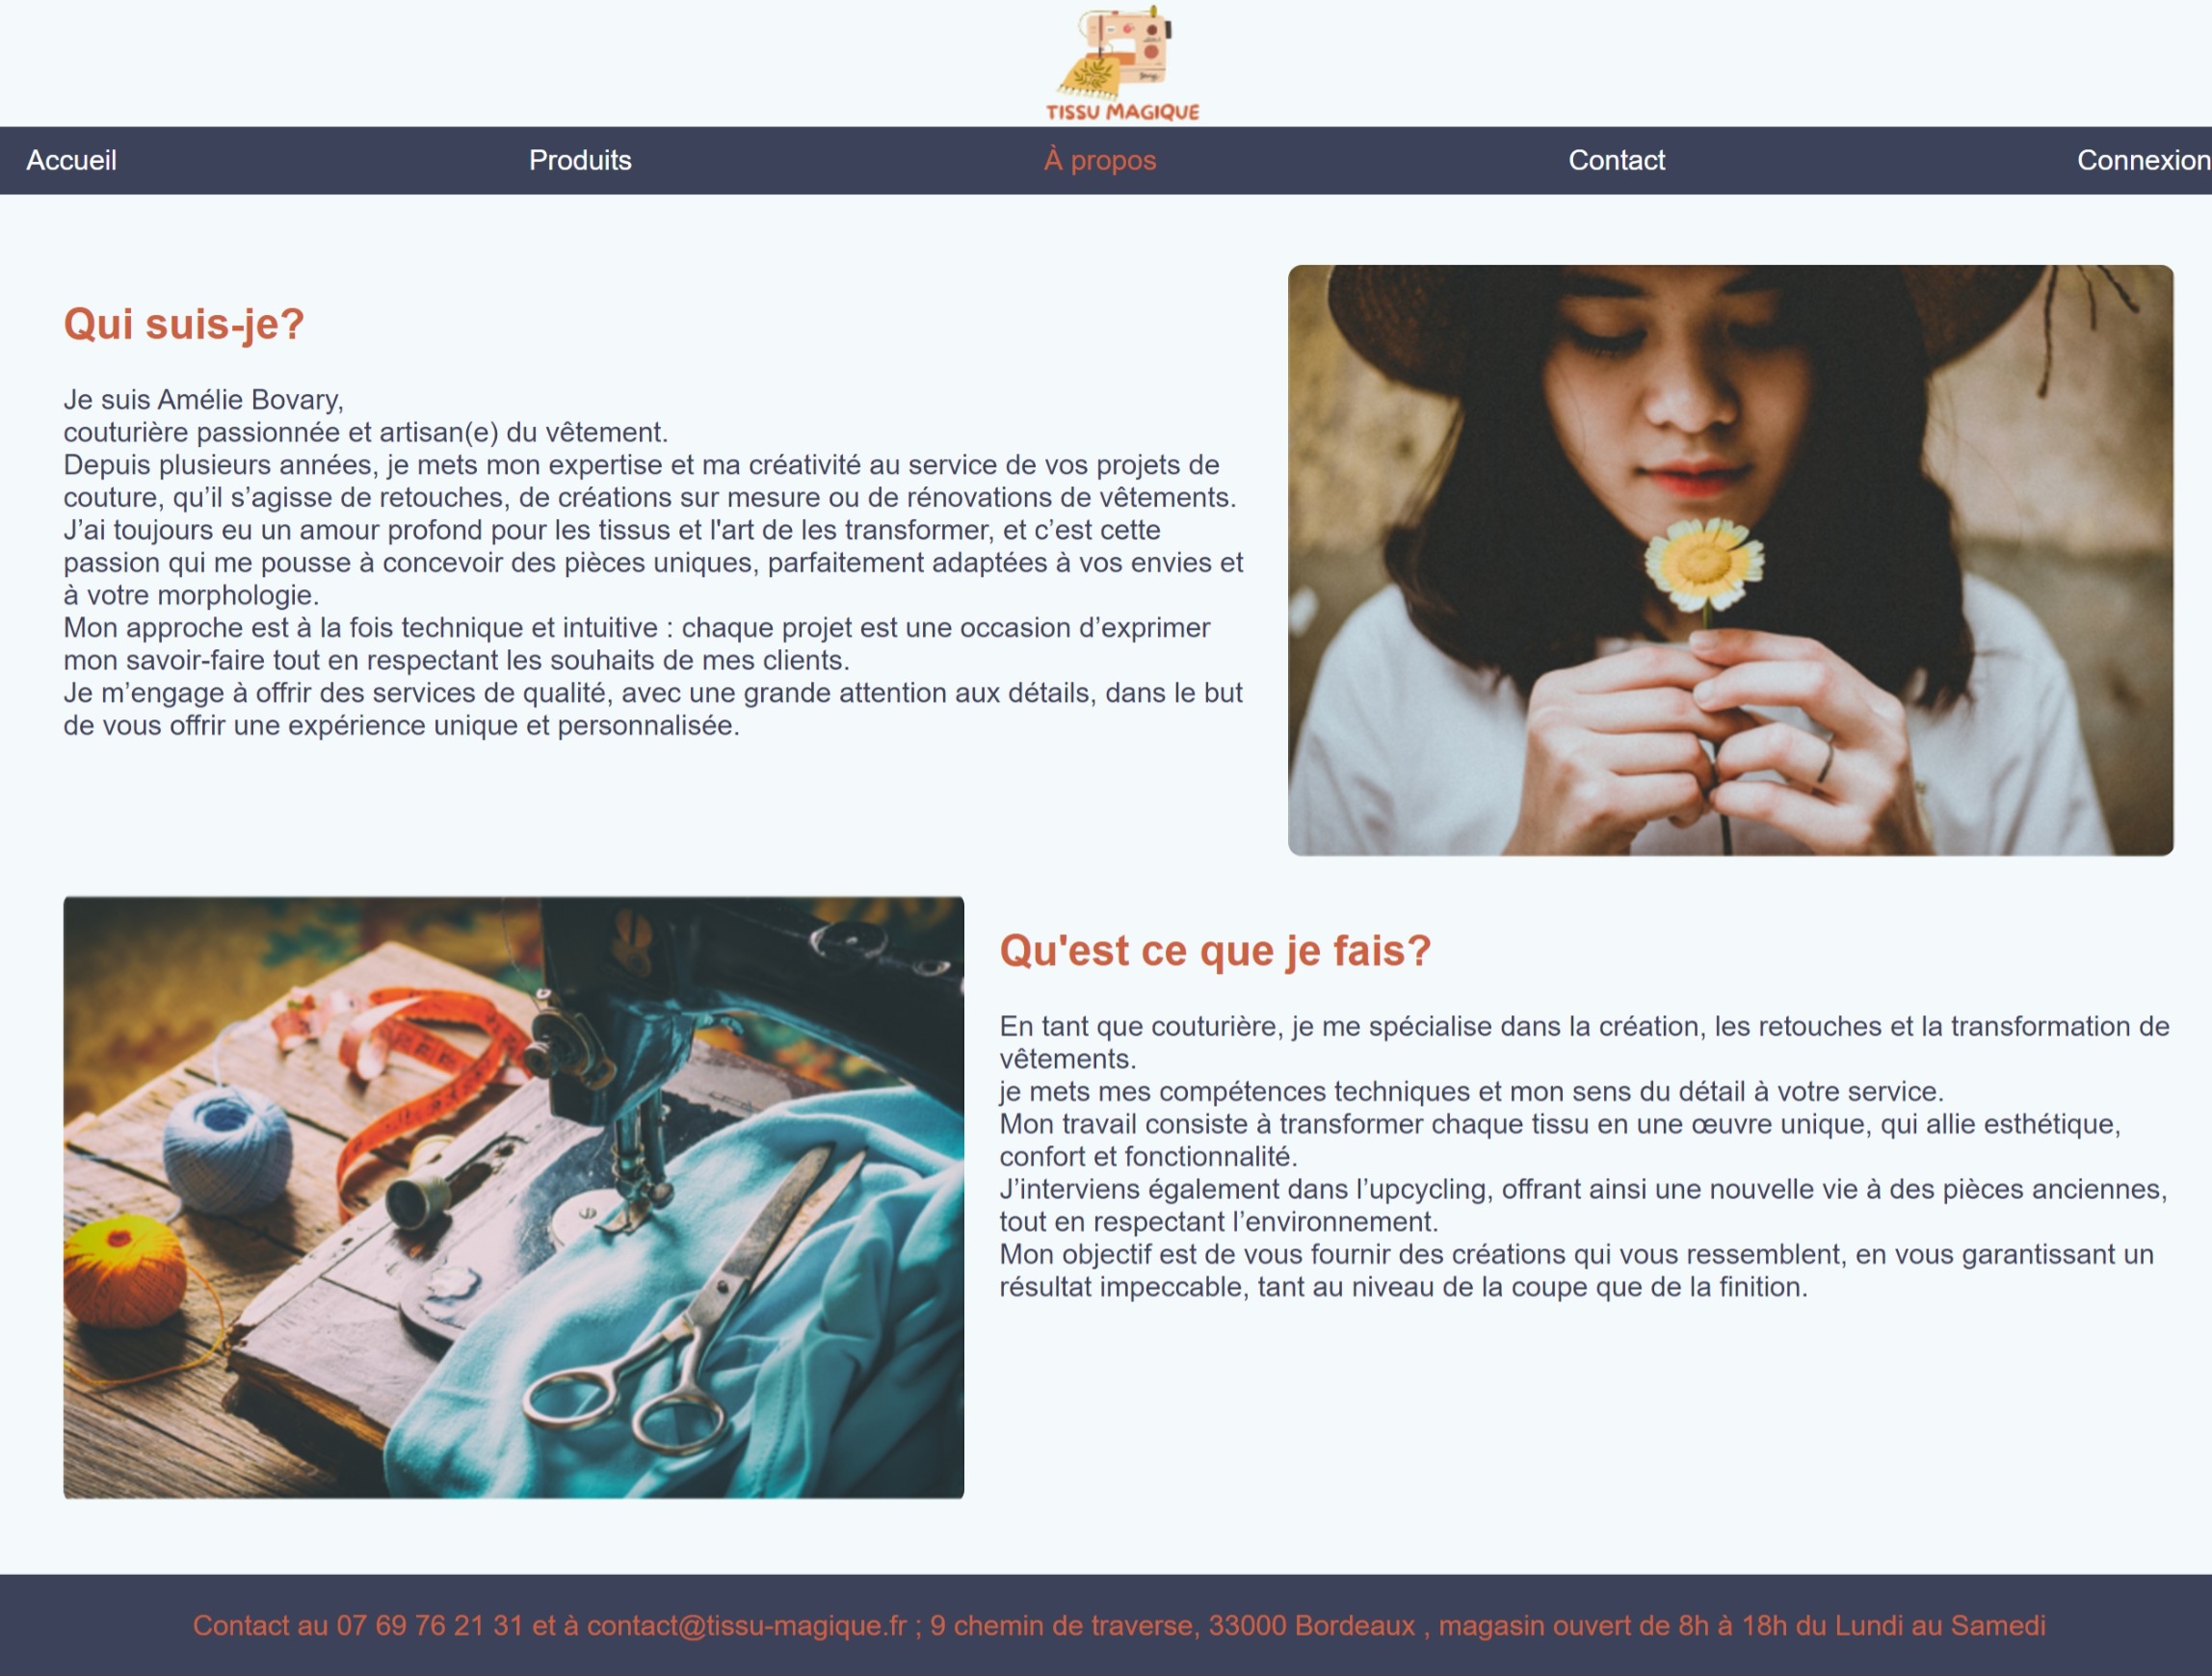 TISSU MAGIQUE
Accueil
Produits
À propos
Contact
Connexion
Qui suis-je?
Je suis Amélie Bovary,
couturière passionnée et artisan(e) du vêtement.
Depuis plusieurs années, je mets mon expertise et ma créativité au service de vos projets de
couture, qu’il s’agisse de retouches, de créations sur mesure ou de rénovations de vêtements.
J’ai toujours eu un amour profond pour les tissus et l'art de les transformer, et c’est cette
passion qui me pousse à concevoir des pièces uniques, parfaitement adaptées à vos envies et
à votre morphologie.
Mon approche est à la fois technique et intuitive : chaque projet est une occasion d’exprimer
mon savoir-faire tout en respectant les souhaits de mes clients.
Je m’engage à offrir des services de qualité, avec une grande attention aux détails, dans le but
de vous offrir une expérience unique et personnalisée.
Qu'est ce que je fais?
En tant que couturière, je me spécialise dans la création, les retouches et la transformation de
vêtements.
je mets mes compétences techniques et mon sens du détail à votre service.
Mon travail consiste à transformer chaque tissu en une œuvre unique, qui allie esthétique,
confort et fonctionnalité.
J’interviens également dans l’upcycling, offrant ainsi une nouvelle vie à des pièces anciennes,
tout en respectant l’environnement.
Mon objectif est de vous fournir des créations qui vous ressemblent, en vous garantissant un
résultat impeccable, tant au niveau de la coupe que de la finition.
Contact au 07 69 76 21 31 et à contact@tissu-magique.fr ; 9 chemin de traverse, 33000 Bordeaux , magasin ouvert de 8h à 18h du Lundi au Samedi